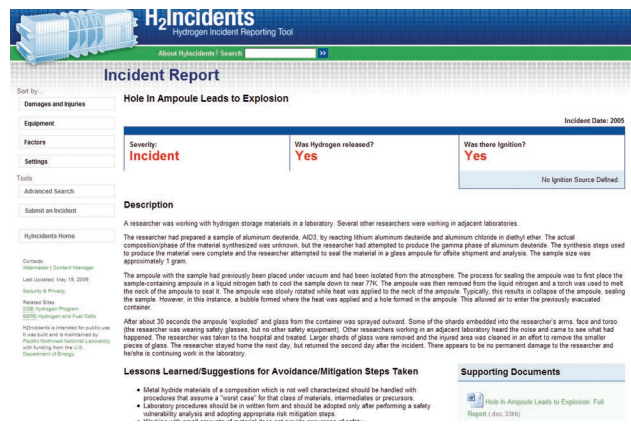 H2Incidents
Hydrogen Incident Reporting Tool
About H2Incidents | Search
Incident Report
Sort by...
Damages and Injuries
Equipment
Factors
Settings
Tools
Advanced Search
Submit an Incident
H2Incidents Home
Contacts:
Webmaster | Content Manager
Last Updated: May 19, 2006.
Security & Privacy
Related Sites:
DOE Hydrogen Program
EERE Hydrogen and Fuel Cells
H2Incidents is intended for public use.
It was built and is maintained by
Pacific Northwest National Laboratory
with funding from the U.S.
Department of Energy.
Hole In Ampoule Leads to Explosion
Incident Date: 2005
Severity:
Incident
Was Hydrogen released?
Yes
Was there Ignition?
Yes
No Ignition Source Defined.
Description
A researcher was working with hydrogen storage materials in a laboratory. Several other researchers were working in adjacent laboratories.
The researcher had prepared a sample of aluminum deuteride, AlD3, by reacting lithium aluminum deuteride and aluminum chloride in diethyl ether. The actual
composition/phase of the material synthesized was unknown, but the researcher had attempted to produce the gamma phase of aluminum deuteride. The synthesis steps used
to produce the material were complete and the researcher attempted to seal the material in a glass ampoule for offsite shipment and analysis. The sample size was
approximately 1 gram.
The ampoule with the sample had previously been placed under vacuum and had been isolated from the atmosphere. The process for sealing the ampoule was to first place the
sample-containing ampoule in a liquid nitrogen bath to cool the sample down to near 77K. The ampoule was then removed from the liquid nitrogen and a torch was used to melt
the neck of the ampoule to seal it. The ampoule was slowly rotated while heat was applied to the neck of the ampoule. Typically, this results in collapse of the ampoule, sealing
the sample. However, in this instance, a bubble formed where the heat was applied and a hole formed in the ampoule. This allowed air to enter the previously evacuated
container.
After about 30 seconds the ampoule "exploded" and glass from the container was sprayed outward. Some of the shards embedded into the researcher's arms, face and torso
(the researcher was wearing safety glasses, but no other safety equipment). Other researchers working in an adjacent laboratory heard the noise and came to see what had
happened. The researcher was taken to the hospital and treated. Larger shards of glass were removed and the injured area was cleaned in an effort to remove the smaller
pieces of glass. The researcher stayed home the next day, but returned the second day after the incident. There appears to be no permanent damage to the researcher and
he/she is continuing work in the laboratory.
Lessons Learned/Suggestions for Avoidance/Mitigation Steps Taken
Metal hydride materials of a composition which is not well characterized should be handled with
procedures that assume a "worst case" for that class of materials, intermediates or precursors.
Laboratory procedures should be in written form and should be adopted only after performing a safety
vulnerability analysis and adopting appropriate risk mitigation steps.
Working with small amounts of material does not provide assurance of safety.
Supporting Documents
Hole In Ampoule Leads to Explosion: Full
Report (.doc, 33kb)